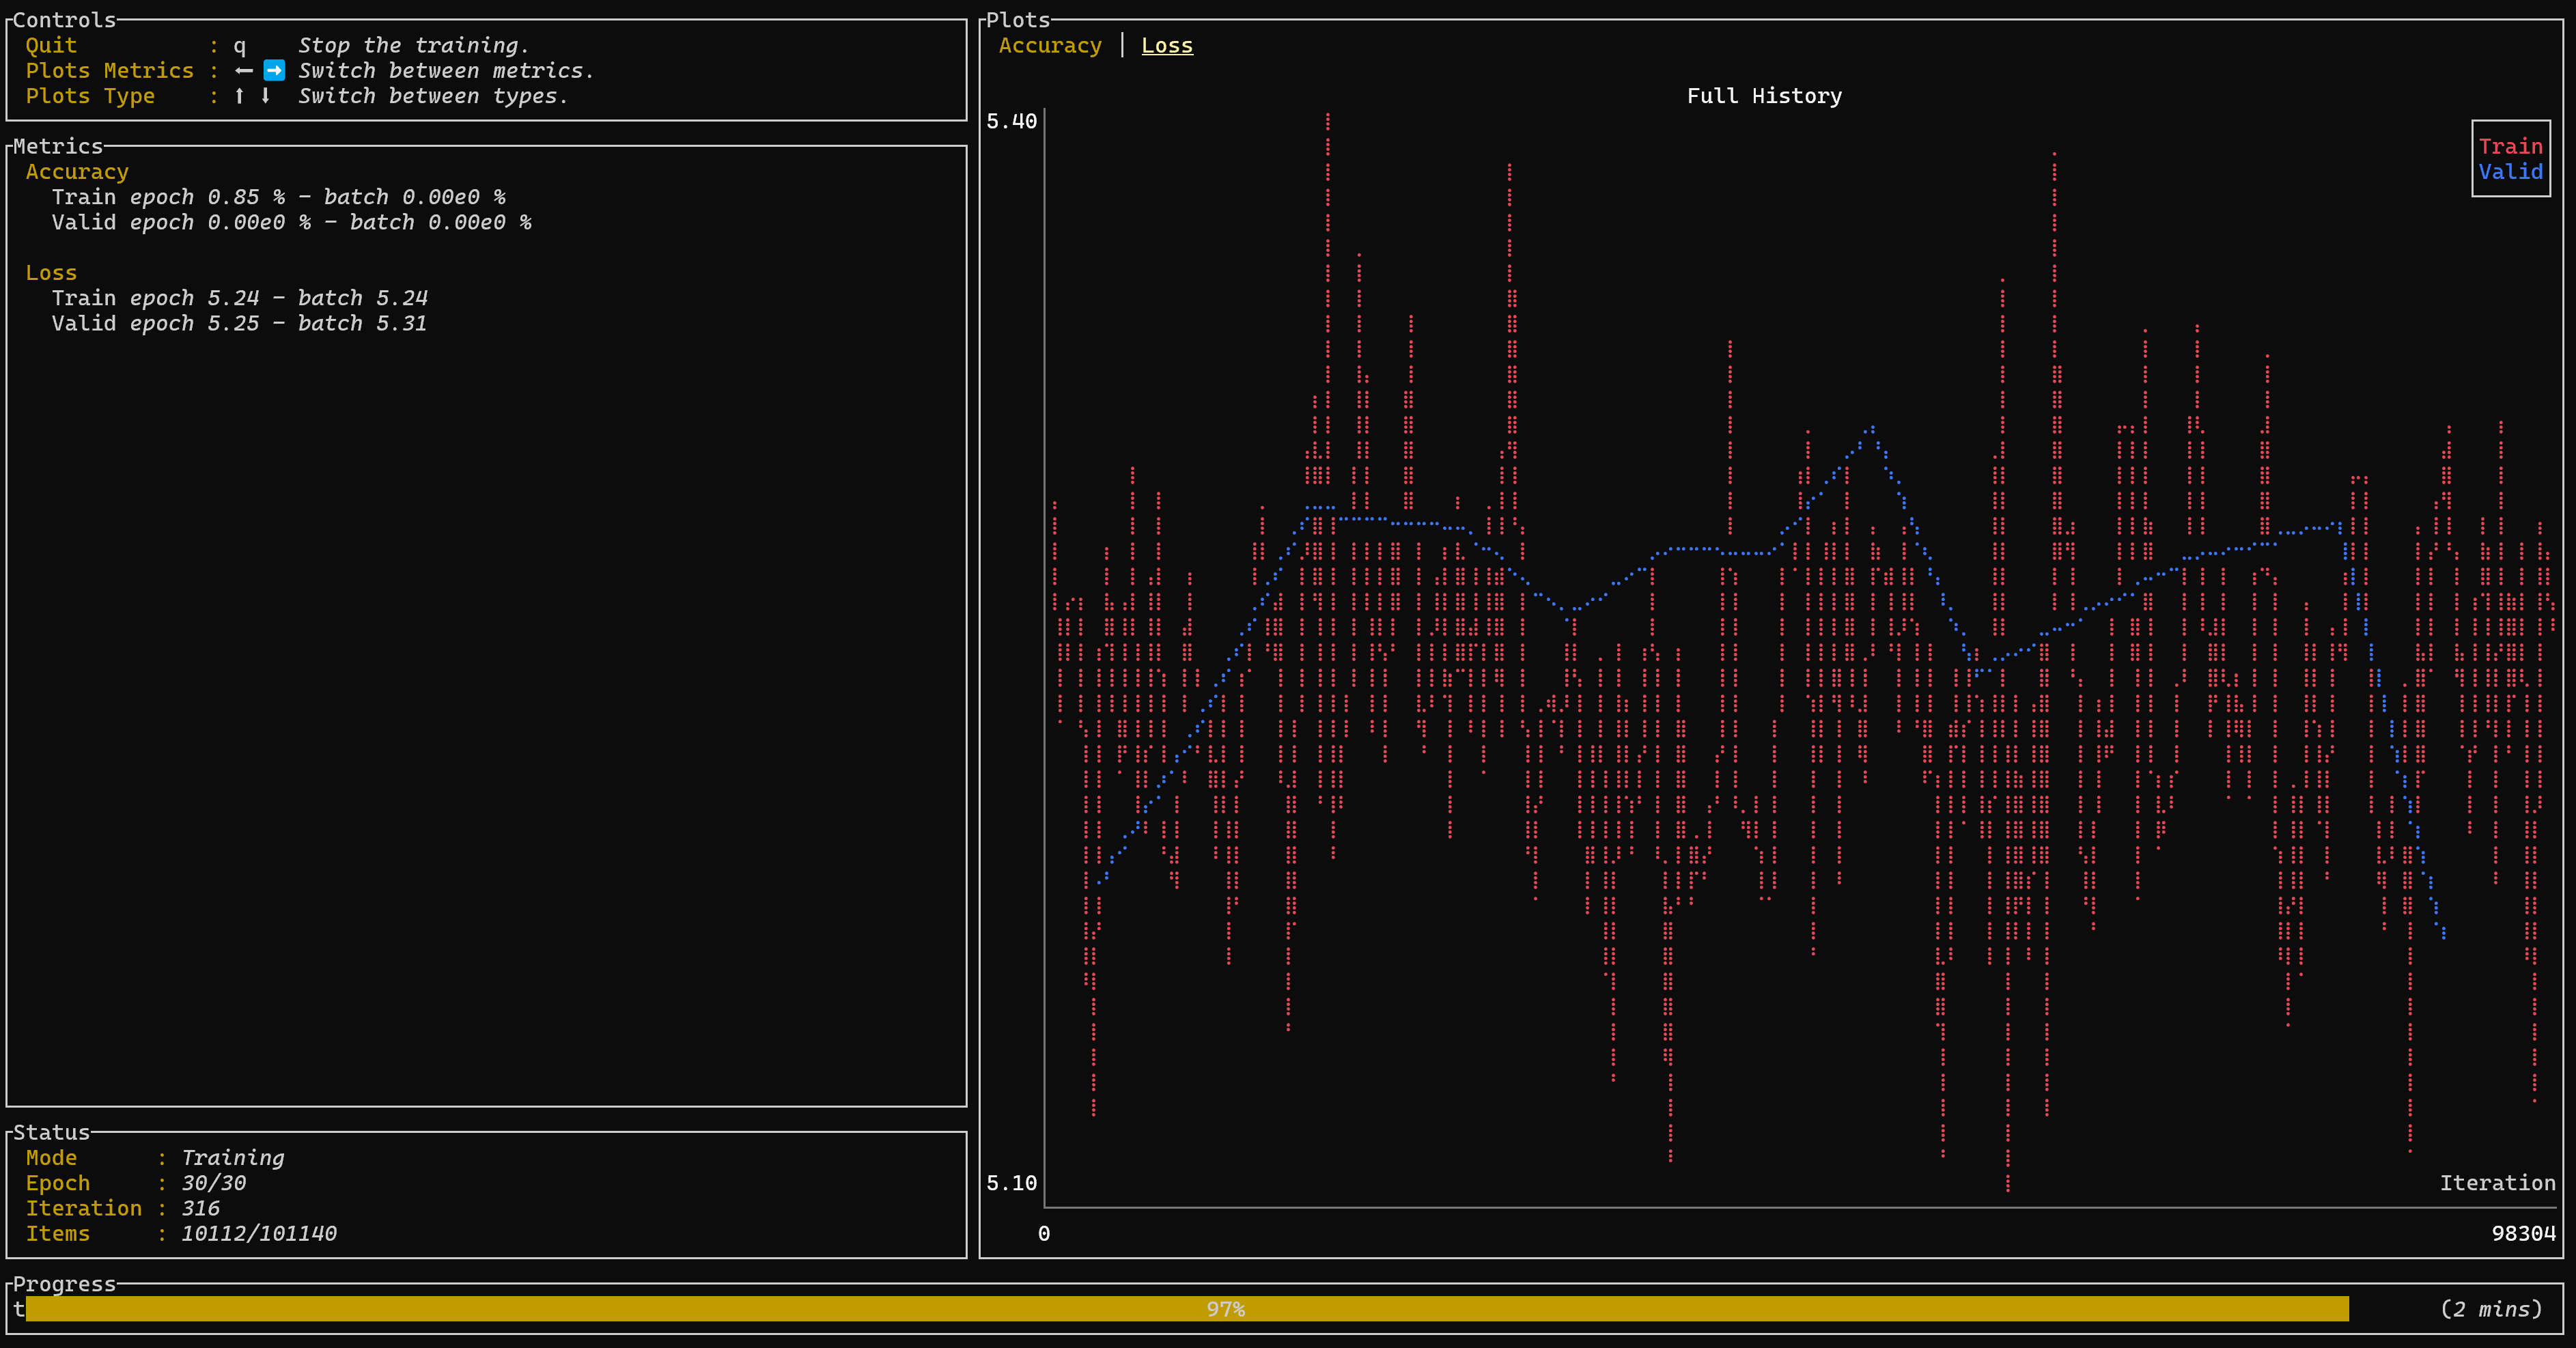 Controls
Quit : q Stop the training.
Plots Metrics : ← ➡ Switch between metrics.
Plots Type : ↑ ↓ Switch between types.
Metrics
Accuracy
Train epoch 0.85 % - batch 0.00e0 %
Valid epoch 0.00e0 % - batch 0.00e0 %
Loss
Train epoch 5.24 - batch 5.24
Valid epoch 5.25 - batch 5.31
Status
Mode : Training
Epoch : 30/30
Iteration : 316
Items : 10112/101140
Plots
Accuracy | Loss
Full History
5.40
Train
Valid
5.10
Iteration
0
98304
Progress
t
97%
(2 mins)